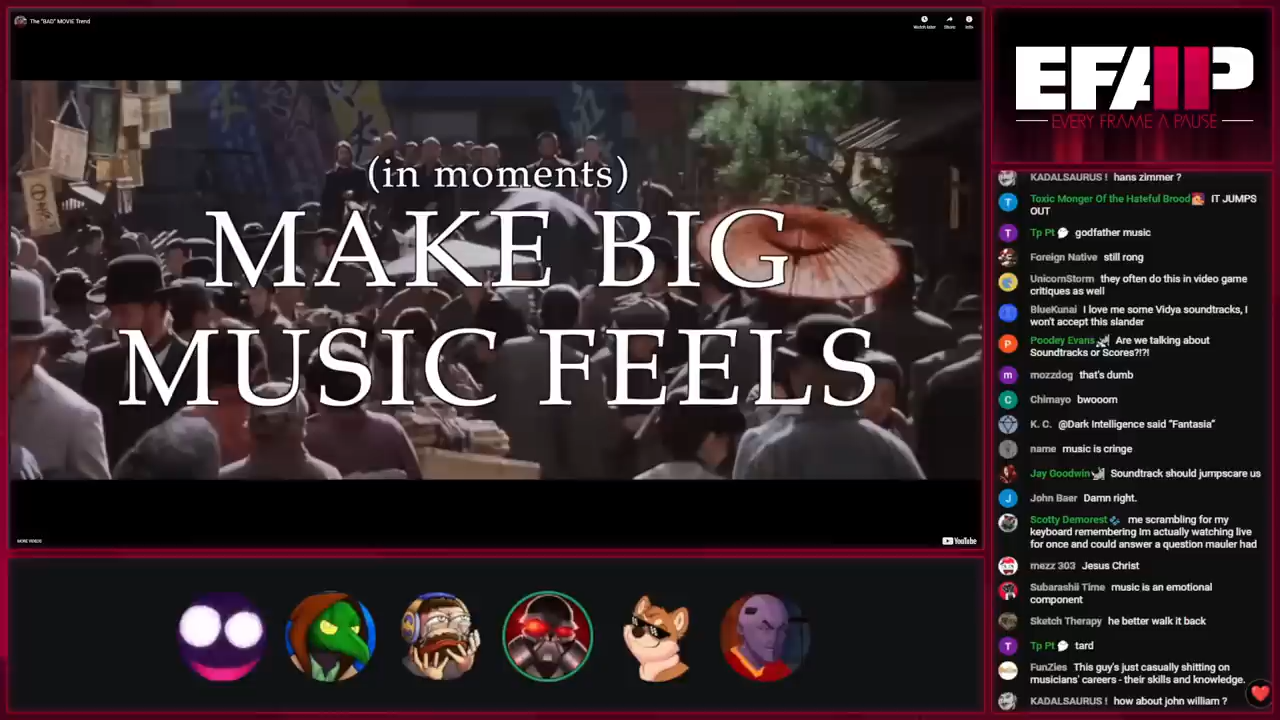 The "BAD" MOVIE Trend
Watch later
Share
Info
(in moments)
MAKE BIG
MUSIC FEELS
MORE VIDEOS
YouTube
EFAP
EVERY FRAME A PAUSE
KADALSAURUS ! hans zimmer ?
Toxic Monger Of the Hateful Brood IT JUMPS
OUT
Tp Pt godfather music
Foreign Native still rong
UnicornStorm they often do this in video game
critiques as well
BlueKunai I love me some Vidya soundtracks, I
won't accept this slander
Poodey Evans Are we talking about
Soundtracks or Scores?!?!
mozzdog that's dumb
Chimayo bwooorn
K. C. @Dark Intelligence said "Fantasia"
name music is cringe
Jay Goodwin Soundtrack should jumpscare us
John Baer Damn right.
Scotty Demorest me scrambling for my
keyboard remembering Im actually watching live
for once and could answer a question mauler had
mezz 303 Jesus Christ
Subarashii Time music is an emotional
component
Sketch Therapy he better walk it back
Tp Pt tard
FunZies This guy's just casually shitting on
musicians' careers - their skills and knowledge.
KADALSAURUS ! how about john william ?